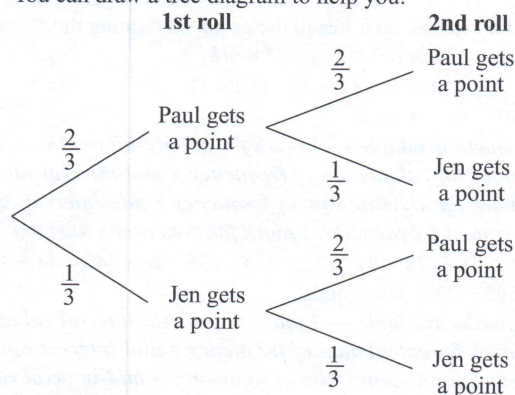 You can draw a tree diagram to help you.
1st roll
2nd roll
2/3
Paul gets
a point
2/3
Paul gets
a point
1/3
Jen gets
a point
1/3
Jen gets
a point
2/3
Paul gets
a point
1/3
Jen gets
a point